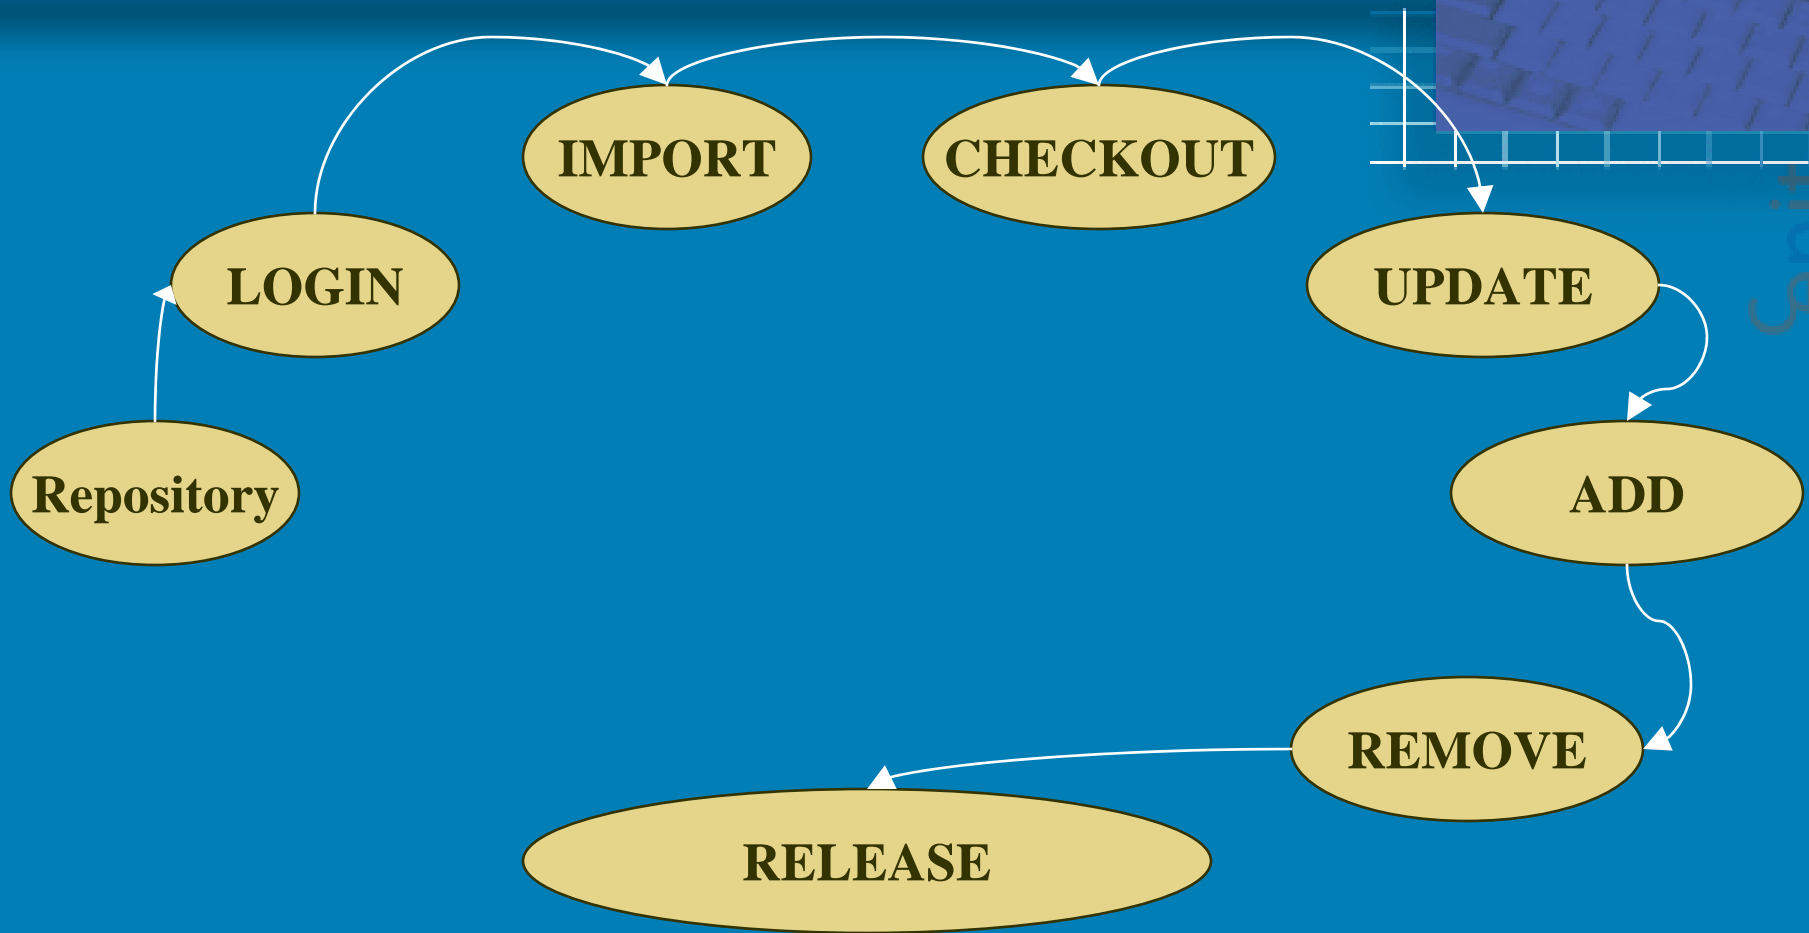 IMPORT
CHECKOUT
LOGIN
UPDATE
Repository
ADD
REMOVE
RELEASE